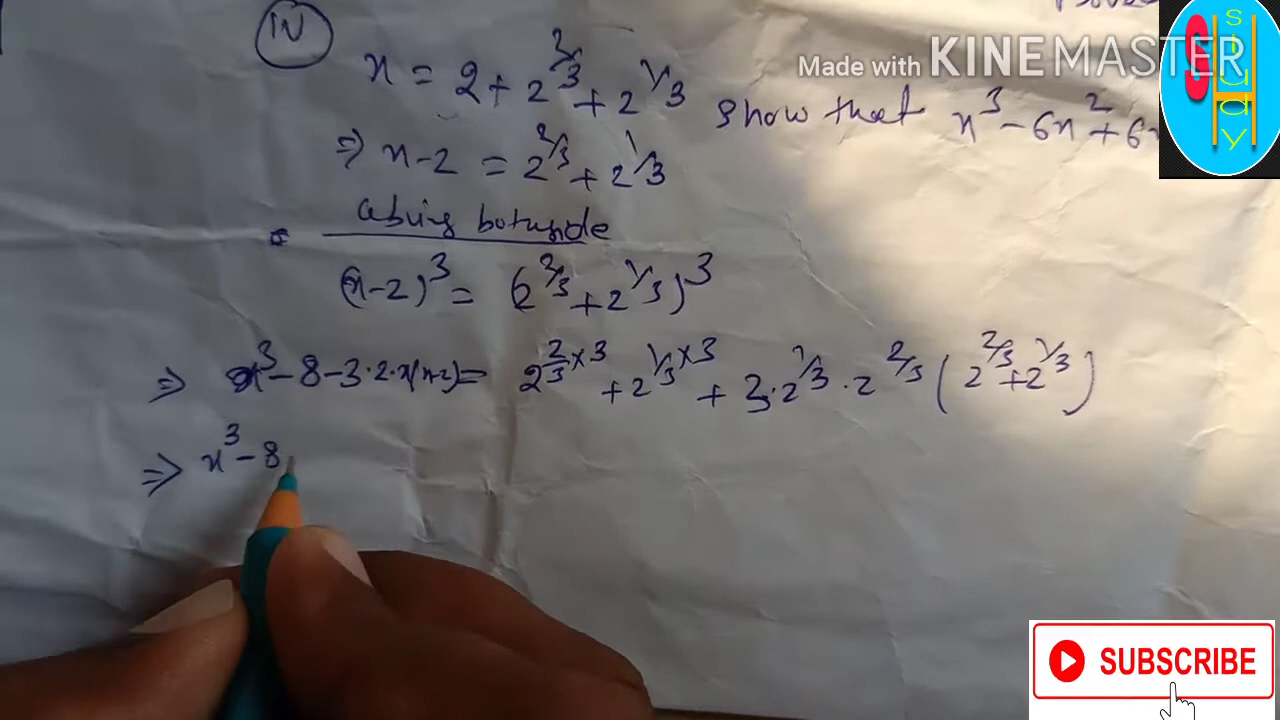 IV
x = 2 + 2^2/3 + 2^1/3 show that x^3 - 6x^2 + 6
⇒ x - 2 = 2^2/3 + 2^1/3
(x-2)^3 = (2^2/3 + 2^1/3)^3
⇒ x^3 - 8 - 3·2·x(x-2) = 2^2/3×3 + 2^1/3×3 + 3·2^1/3·2^2/3 (2^2/3 + 2^1/3)
⇒ x^3 - 8
Made with KINEMASTER
S
Study
SUBSCRIBE